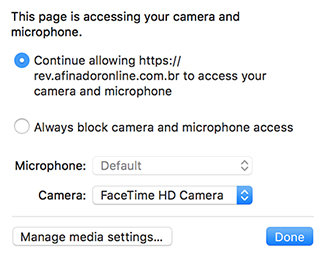 This page is accessing your camera and
microphone.
Continue allowing https://
rev.afinadoronline.com.br to access your
camera and microphone
Always block camera and microphone access
Microphone: Default
Camera: FaceTime HD Camera
Manage media settings... Done